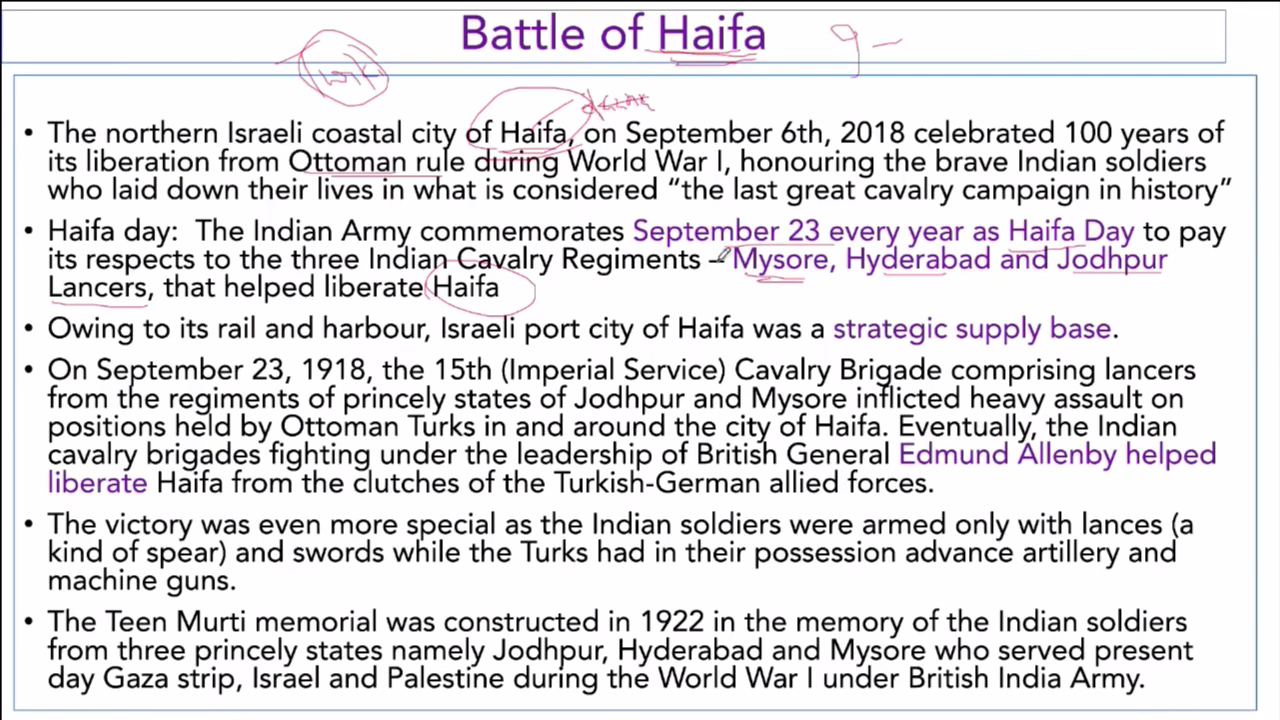 Battle of Haifa
• The northern Israeli coastal city of Haifa, on September 6th, 2018 celebrated 100 years of
its liberation from Ottoman rule during World War I, honouring the brave Indian soldiers
who laid down their lives in what is considered “the last great cavalry campaign in history”
• Haifa day: The Indian Army commemorates September 23 every year as Haifa Day to pay
its respects to the three Indian Cavalry Regiments – Mysore, Hyderabad and Jodhpur
Lancers, that helped liberate Haifa
• Owing to its rail and harbour, Israeli port city of Haifa was a strategic supply base.
• On September 23, 1918, the 15th (Imperial Service) Cavalry Brigade comprising lancers
from the regiments of princely states of Jodhpur and Mysore inflicted heavy assault on
positions held by Ottoman Turks in and around the city of Haifa. Eventually, the Indian
cavalry brigades fighting under the leadership of British General Edmund Allenby helped
liberate Haifa from the clutches of the Turkish-German allied forces.
• The victory was even more special as the Indian soldiers were armed only with lances (a
kind of spear) and swords while the Turks had in their possession advance artillery and
machine guns.
• The Teen Murti memorial was constructed in 1922 in the memory of the Indian soldiers
from three princely states namely Jodhpur, Hyderabad and Mysore who served present
day Gaza strip, Israel and Palestine during the World War I under British India Army.